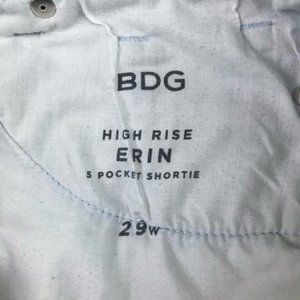 BDG
HIGH RISE
ERIN
5 POCKET SHORTIE
29W